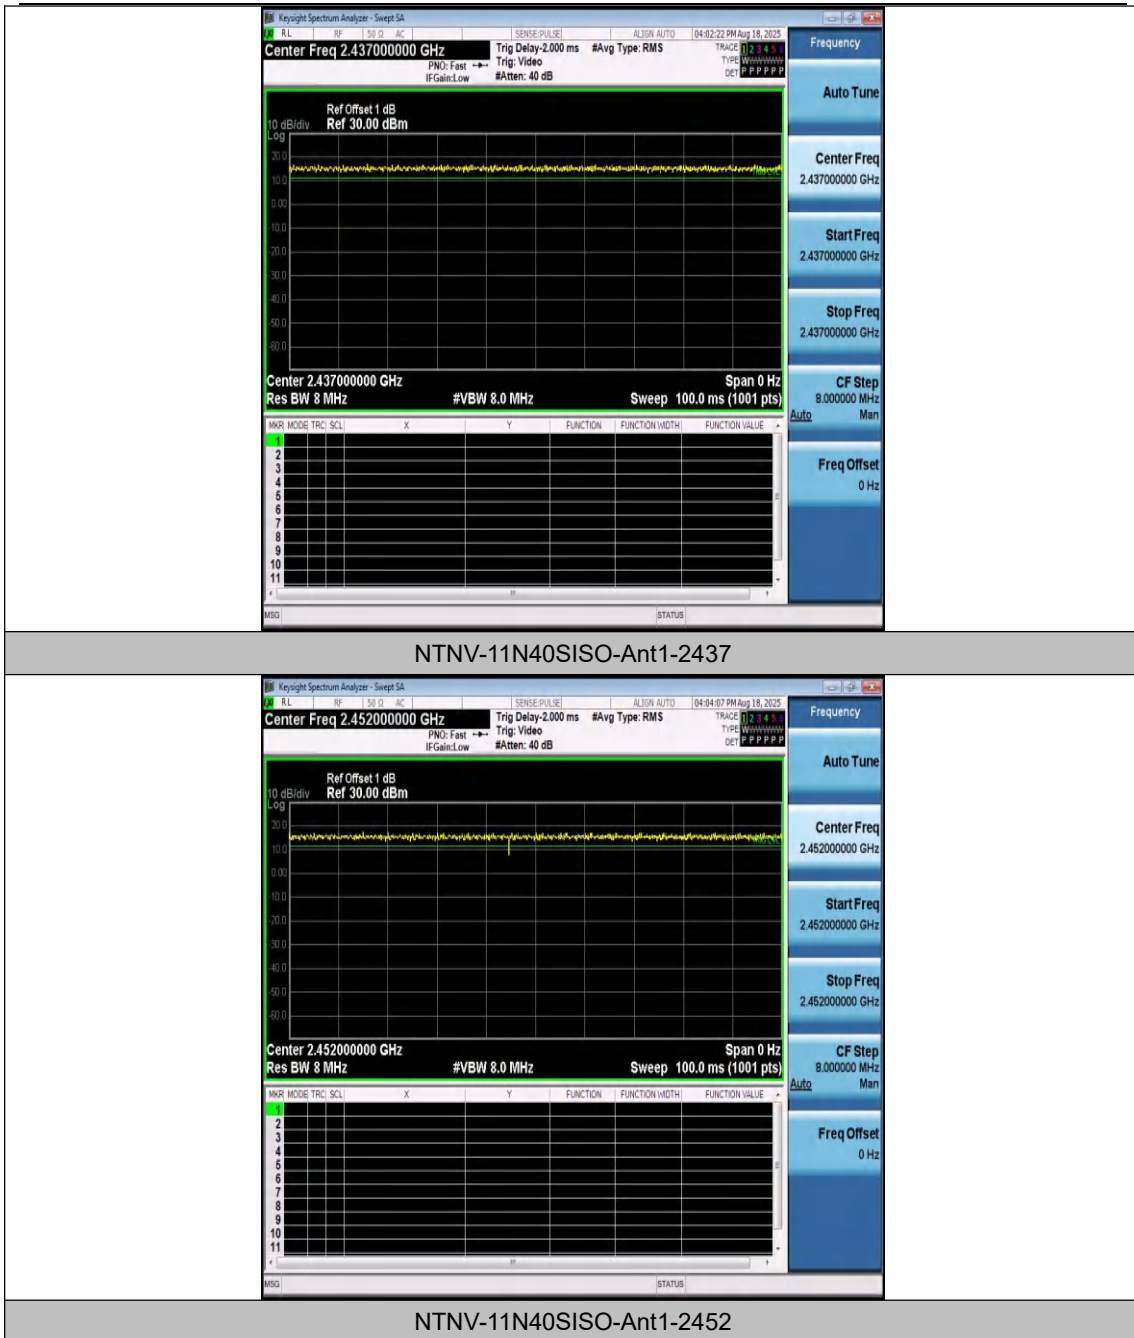 Keysight Spectrum Analyzer - Swept SA
RL RF 50 Ω AC SENSE:PULSE ALIGN AUTO 04:02:22 PM Aug 18, 2025
Center Freq 2.437000000 GHz Trig Delay-2.000 ms #Avg Type: RMS TRACE 1 2 3 4 5 6 Frequency
PNO: Fast Trig: Video TYPE W
IFGain:Low #Atten: 40 dB DET P P P P P P
Auto Tune
Ref Offset 1 dB
10 dB/div Ref 30.00 dBm
Log
20.0
10.0
0.00
-10.0
-20.0
-30.0
-40.0
-50.0
-60.0
Center Freq
2.437000000 GHz
Start Freq
2.437000000 GHz
Stop Freq
2.437000000 GHz
Center 2.437000000 GHz Span 0 Hz
Res BW 8 MHz #VBW 8.0 MHz Sweep 100.0 ms (1001 pts)
CF Step
8.000000 MHz
Auto Man
MKR MODE TRC SCL X Y FUNCTION FUNCTION WIDTH FUNCTION VALUE
1
2
3
4
5
6
7
8
9
10
11
Freq Offset
0 Hz
MSG STATUS
NTNV-11N40SISO-Ant1-2437
Keysight Spectrum Analyzer - Swept SA
RL RF 50 Ω AC SENSE:PULSE ALIGN AUTO 04:04:07 PM Aug 18, 2025
Center Freq 2.452000000 GHz Trig Delay-2.000 ms #Avg Type: RMS TRACE 1 2 3 4 5 6 Frequency
PNO: Fast Trig: Video TYPE W
IFGain:Low #Atten: 40 dB DET P P P P P P
Auto Tune
Ref Offset 1 dB
10 dB/div Ref 30.00 dBm
Log
20.0
10.0
0.00
-10.0
-20.0
-30.0
-40.0
-50.0
-60.0
Center Freq
2.452000000 GHz
Start Freq
2.452000000 GHz
Stop Freq
2.452000000 GHz
Center 2.452000000 GHz Span 0 Hz
Res BW 8 MHz #VBW 8.0 MHz Sweep 100.0 ms (1001 pts)
CF Step
8.000000 MHz
Auto Man
MKR MODE TRC SCL X Y FUNCTION FUNCTION WIDTH FUNCTION VALUE
1
2
3
4
5
6
7
8
9
10
11
Freq Offset
0 Hz
MSG STATUS
NTNV-11N40SISO-Ant1-2452